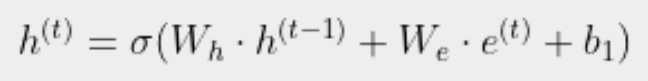 h^{(t)} = σ(W_h · h^{(t−1)} + W_e · e^{(t)} + b_1)